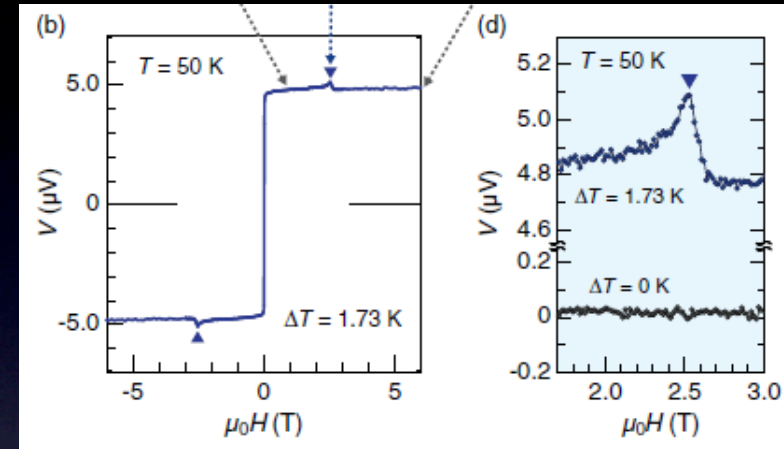 (b)
T = 50 K
5.0
0
-5.0
V (µV)
ΔT = 1.73 K
-5
0
5
µ₀H (T)
(d)
T = 50 K
5.2
5.0
4.8
4.6
0.2
0
-0.2
V (µV)
ΔT = 1.73 K
ΔT = 0 K
2.0
2.5
3.0
µ₀H (T)